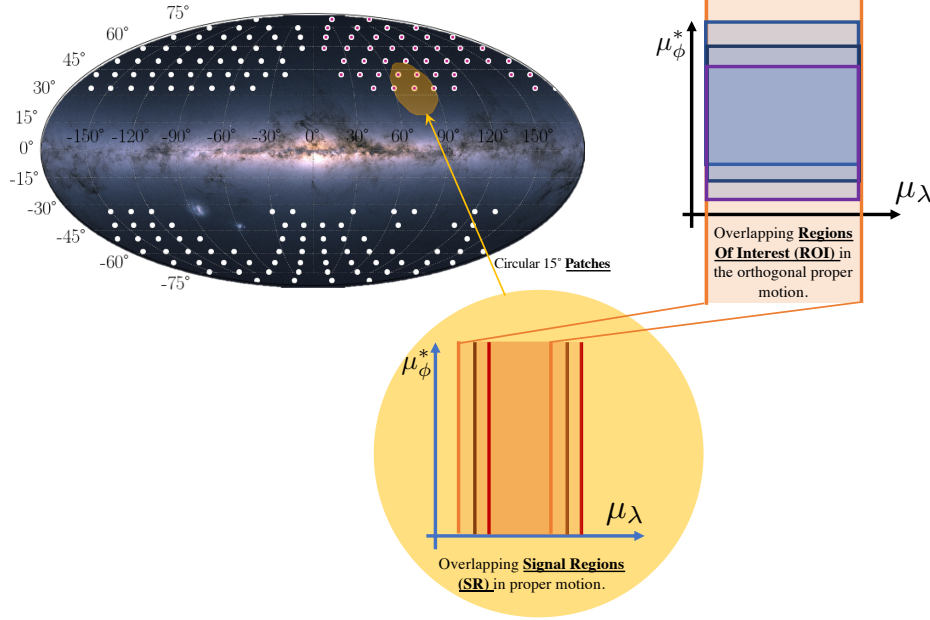 75°
60°
45°
30°
15°
0°
-15°
-30°
-45°
-60°
-75°
-150° -120° -90° -60° -30° 0° 30° 60° 90° 120° 150°
Circular 15° Patches
μ*ϕ
μλ
Overlapping Regions
Of Interest (ROI) in
the orthogonal proper
motion.
μ*ϕ
μλ
Overlapping Signal Regions
(SR) in proper motion.